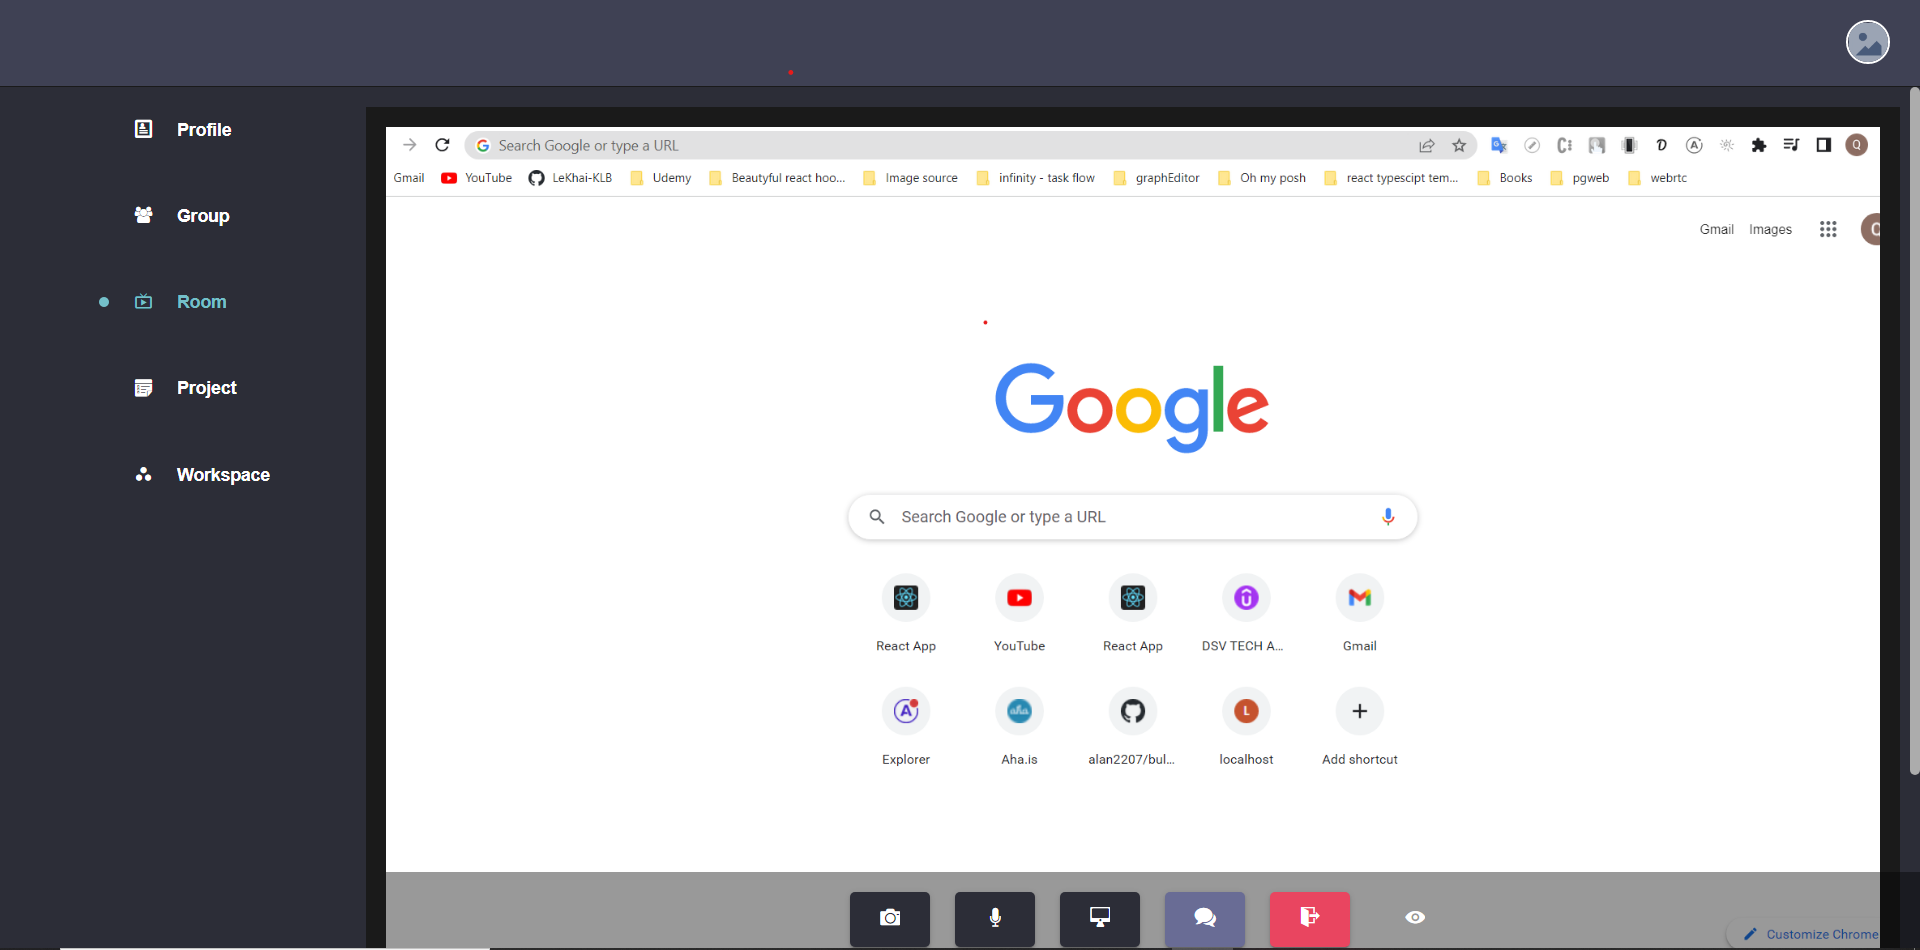 Profile
Group
Room
Project
Workspace
Search Google or type a URL
Q
Gmail YouTube LeKhai-KLB Udemy Beautyful react hoo... Image source infinity - task flow graphEditor Oh my posh react typescipt tem... Books pgweb webrtc
Gmail Images
Google
Search Google or type a URL
React App YouTube React App DSV TECH A... Gmail
A aha L
Explorer Aha.is alan2207/bul... localhost Add shortcut
Customize Chrome